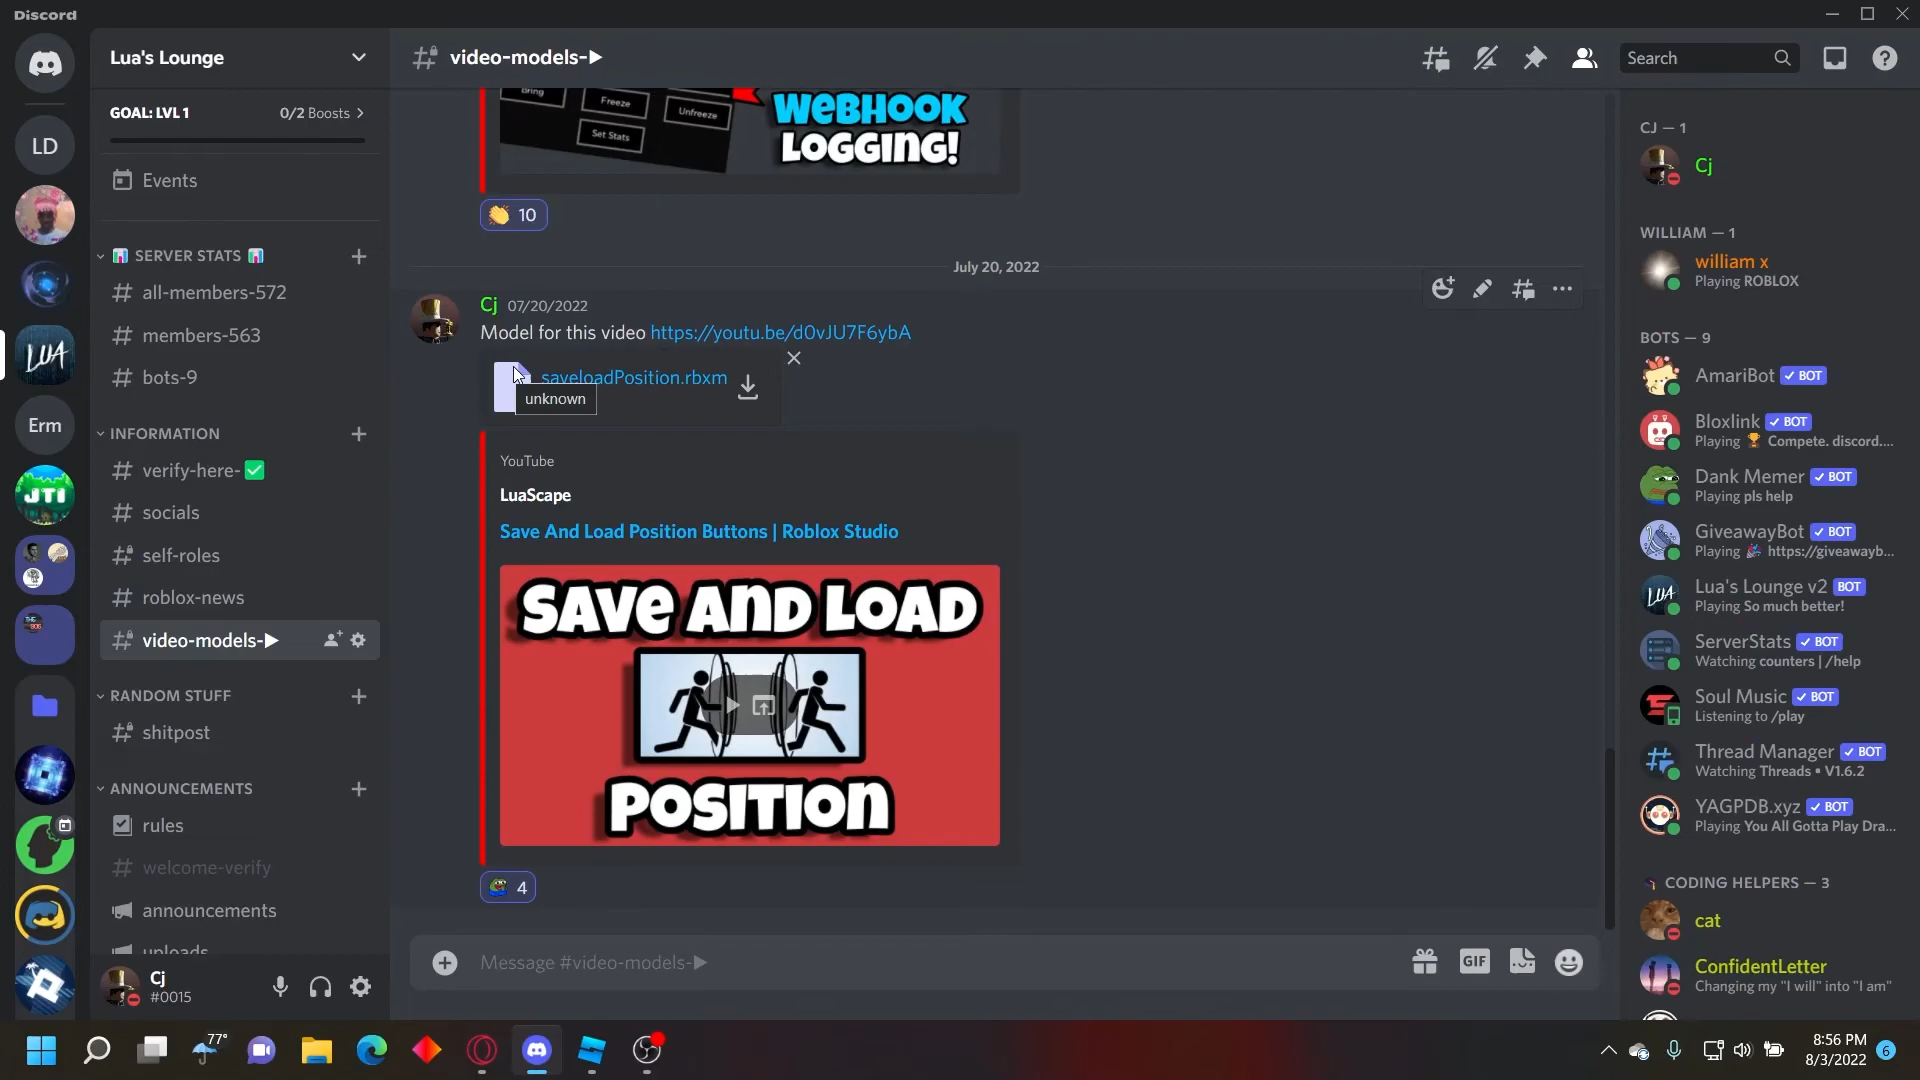 Discord
Lua's Lounge
GOAL: LVL 1
0/2 Boosts
Events
SERVER STATS
all-members-572
members-563
bots-9
INFORMATION
verify-here-
socials
self-roles
roblox-news
video-models-▶
RANDOM STUFF
shitpost
ANNOUNCEMENTS
rules
welcome-verify
announcements
uploads
Cj
#0015
LD
LUA
Erm
JTI
video-models-▶
Search
Bring
Freeze
Unfreeze
Set Stats
WEBHOOK
LOGGING!
10
July 20, 2022
Cj 07/20/2022
Model for this video https://youtu.be/d0vJU7F6ybA
saveloadPosition.rbxm
unknown
YouTube
LuaScape
Save And Load Position Buttons | Roblox Studio
SAVE AND LOAD
POSITION
4
Message #video-models-▶
GIF
CJ — 1
Cj
WILLIAM — 1
william x
Playing ROBLOX
BOTS — 9
AmariBot ✓ BOT
Bloxlink ✓ BOT
Playing 🏆 Compete. discord....
Dank Memer ✓ BOT
Playing pls help
GiveawayBot ✓ BOT
Playing 🎉 https://giveawayb...
Lua's Lounge v2 BOT
Playing So much better!
ServerStats ✓ BOT
Watching counters | /help
Soul Music ✓ BOT
Listening to /play
Thread Manager ✓ BOT
Watching Threads • V1.6.2
YAGPDB.xyz ✓ BOT
Playing You All Gotta Play Dra...
CODING HELPERS — 3
cat
ConfidentLetter
Changing my "I will" into "I am"
77°
8:56 PM
8/3/2022
6